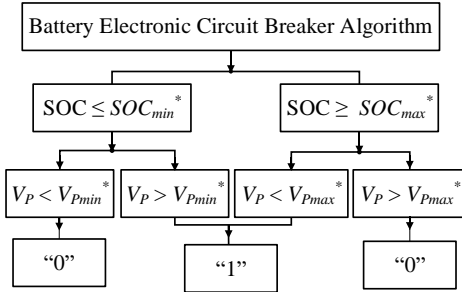 Battery Electronic Circuit Breaker Algorithm
SOC ≤ SOCmin*
SOC ≥ SOCmax*
VP < VPmin*
VP > VPmin*
VP < VPmax*
VP > VPmax*
“0”
“1”
“0”